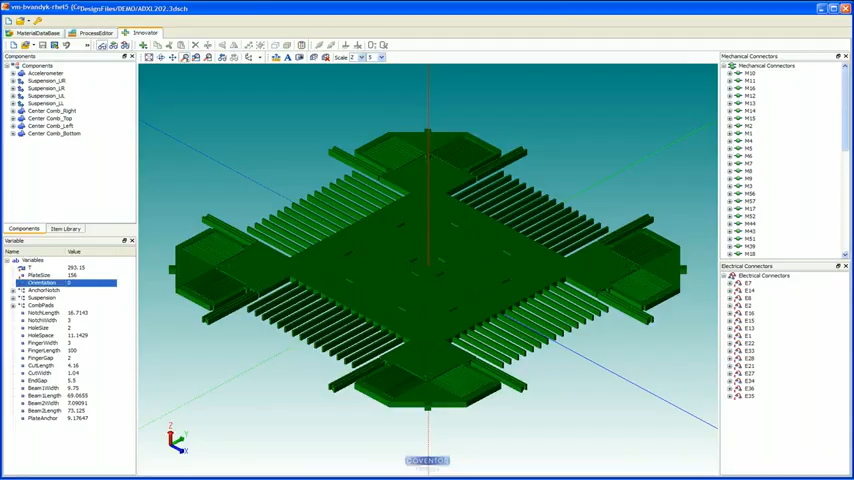 vm-bvandyk-rhel5 (CrDesignFiles/DEMO/ADXL202.3dsch
MaterialDataBase
ProcessEditor
Innovator
Scale
Z
5
Components
Components
Accelerometer
Suspension_UR
Suspension_LR
Suspension_UL
Suspension_LL
Center Comb_Right
Center Comb_Top
Center Comb_Left
Center Comb_Bottom
Components
Item Library
Variable
Name Value
Variables
T 293.15
PlateSize 156
Orientation 0
AnchorNotch
Suspension
CombPads
NotchLength 16.7143
NotchWidth 3
HoleSize 2
HoleSpace 11.1429
FingerWidth 3
FingerLength 100
FingerGap 2
CutLength 4.16
CutWidth 1.04
EndGap 5.5
Beam1Width 9.75
Beam1Length 69.0655
Beam2Width 7.09091
Beam2Length 73.125
PlateAnchor 9.17647
Z
Y
X
COVENTOR
Mechanical Connectors
Mechanical Connectors
M10
M11
M16
M12
M13
M14
M15
M2
M1
M4
M5
M6
M7
M8
M9
M3
M56
M57
M17
M52
M44
M43
M51
M49
M18
Electrical Connectors
Electrical Connectors
E7
E14
E8
E2
E16
E15
E13
E1
E22
E33
E28
E21
E27
E34
E36
E35